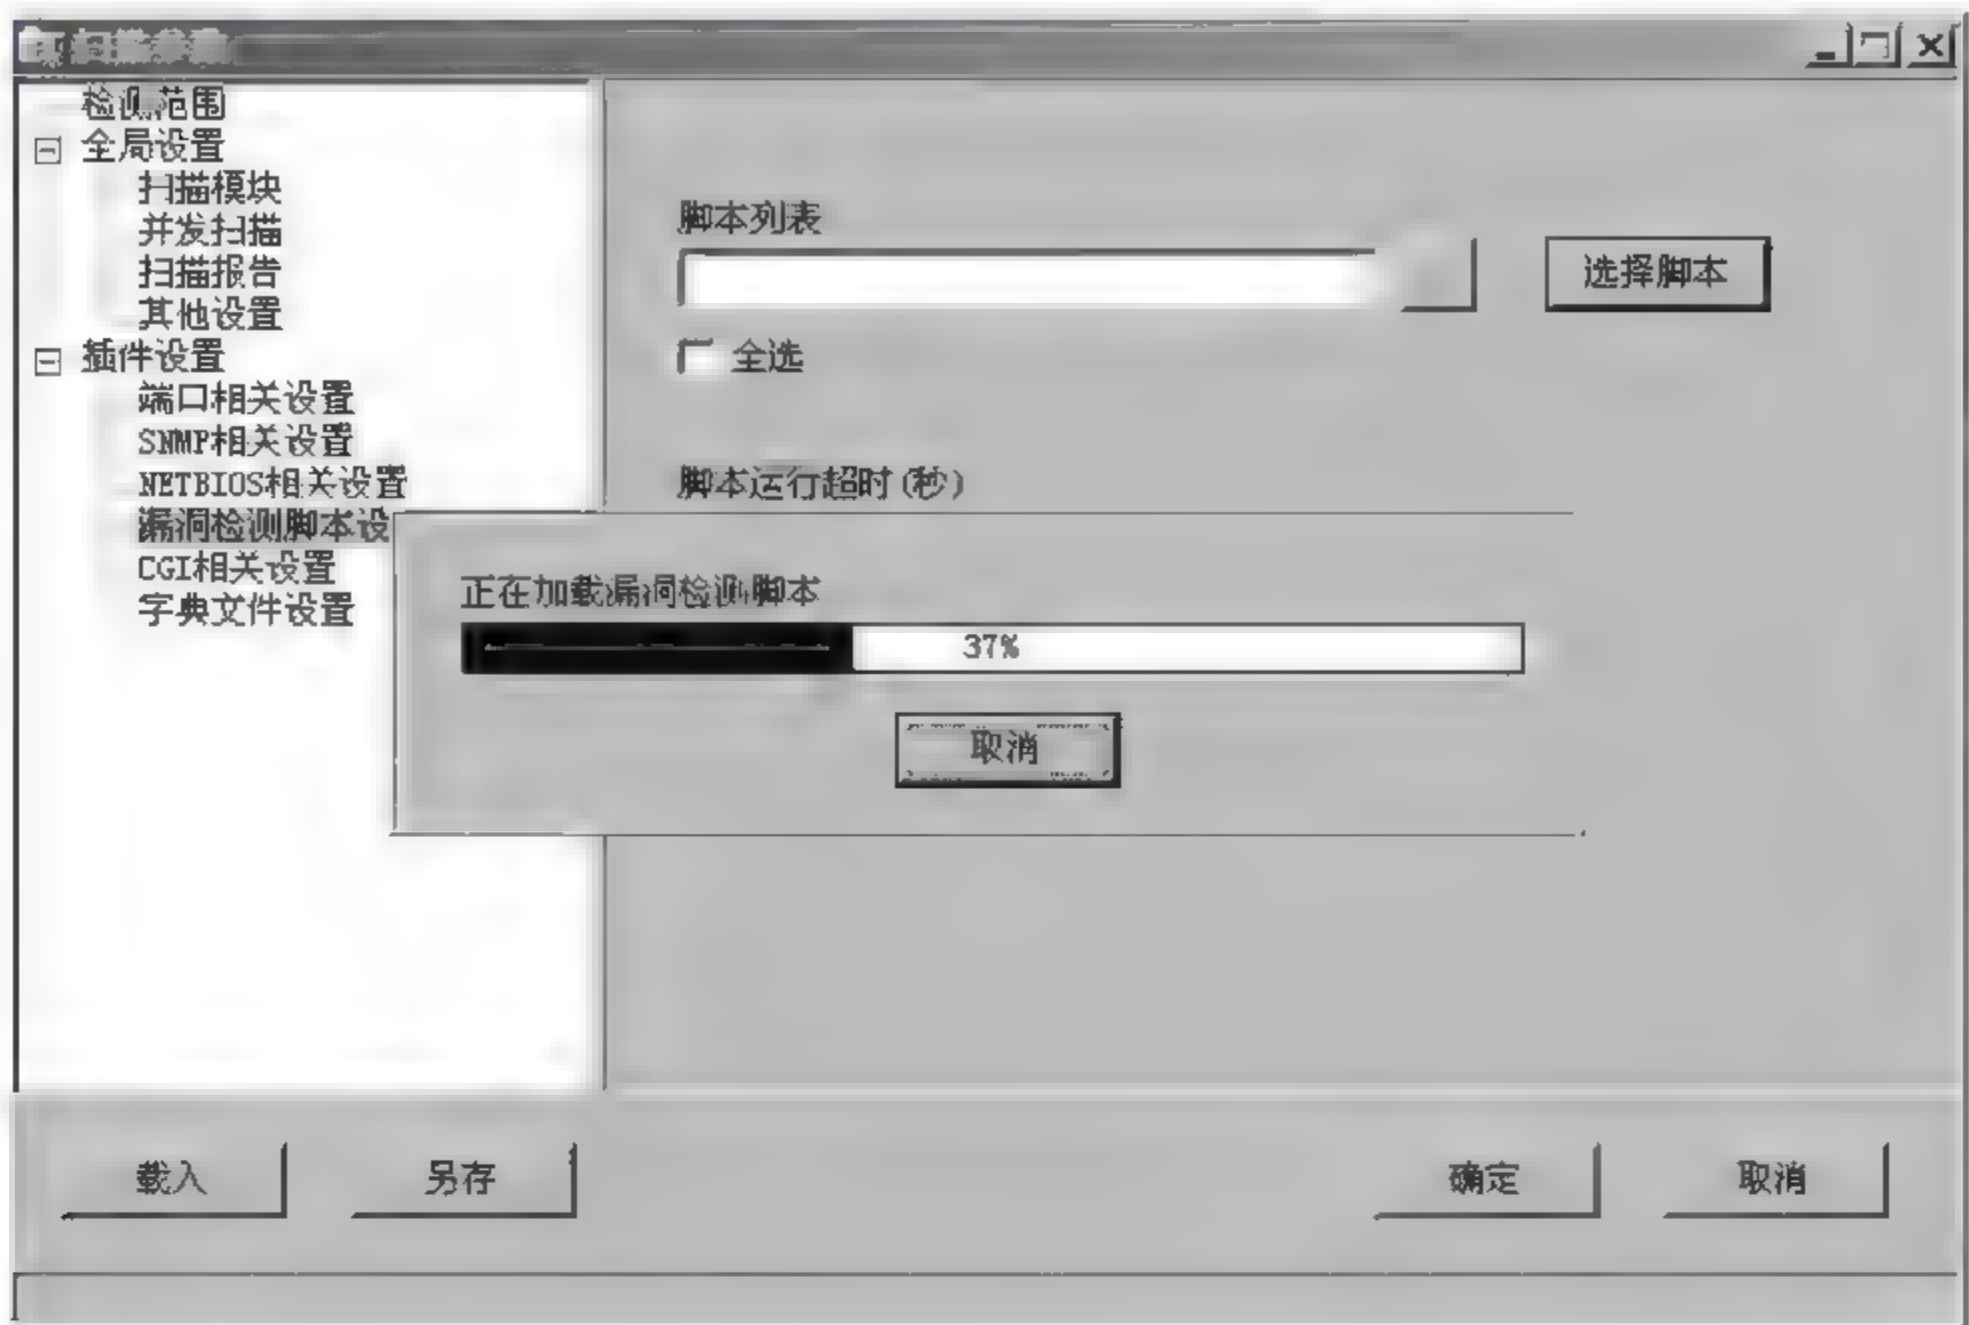 扫描参数
检测范围
全局设置
扫描模块
并发扫描
扫描报告
其他设置
插件设置
端口相关设置
SNMP相关设置
NETBIOS相关设置
漏洞检测脚本设
CGI相关设置
字典文件设置
脚本列表
选择脚本
全选
脚本运行超时(秒)
正在加载漏洞检测脚本
37%
取消
载入
另存
确定
取消